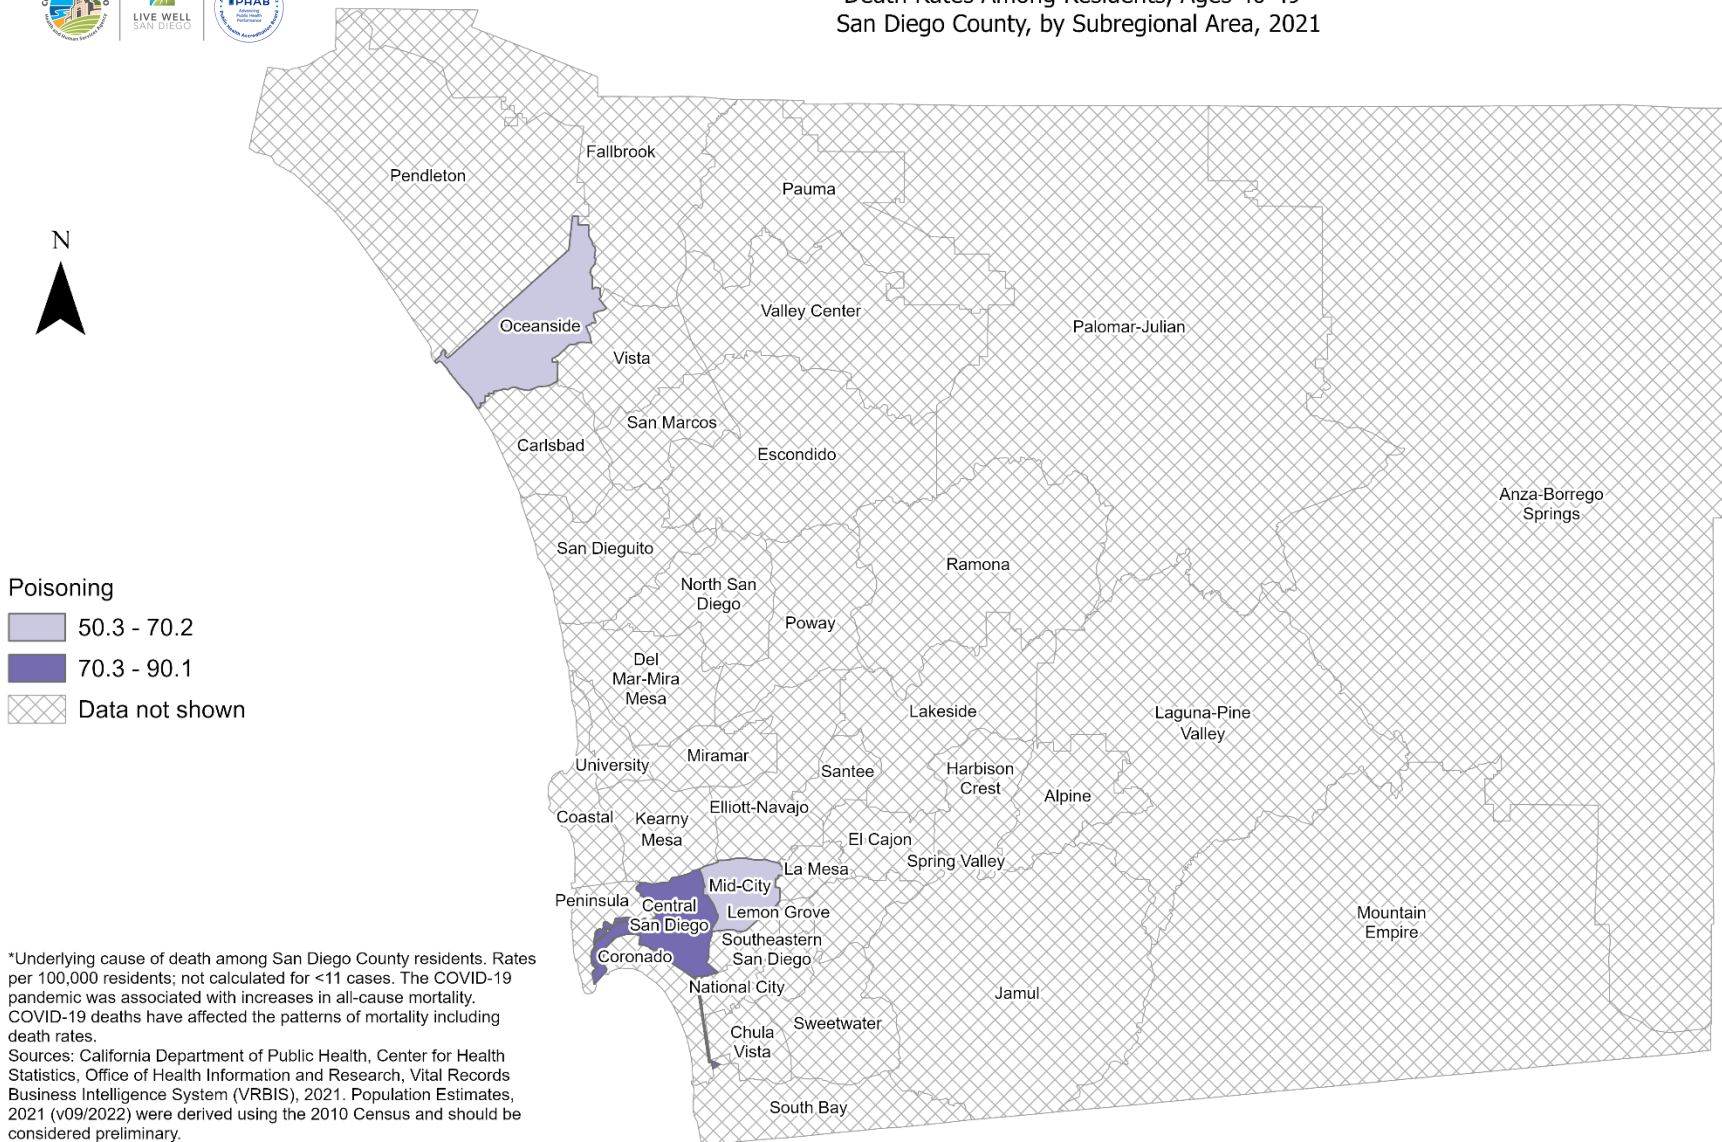 PHAB
Advancing
Public Health
Performance
LIVE WELL
SAN DIEGO
San Diego County, by Subregional Area, 2021
Fallbrook
Pendleton
Pauma
N
Valley Center
Oceanside
Palomar-Julian
Vista
San Marcos
Carlsbad
Escondido
Anza-Borrego
Springs
San Dieguito
Ramona
North San
Diego
Poway
Poisoning
50.3 - 70.2
70.3 - 90.1
Data not shown
Del
Mar-Mira
Mesa
Lakeside
Laguna-Pine
Valley
Miramar
University
Santee
Harbison
Crest
Alpine
Elliott-Navajo
Coastal
Kearny
Mesa
El Cajon
Spring Valley
La Mesa
Mid-City
Peninsula
Central
San Diego
Lemon Grove
Mountain
Empire
Southeastern
San Diego
Coronado
National City
Jamul
Sweetwater
Chula
Vista
South Bay
*Underlying cause of death among San Diego County residents. Rates
per 100,000 residents; not calculated for <11 cases. The COVID-19
pandemic was associated with increases in all-cause mortality.
COVID-19 deaths have affected the patterns of mortality including
death rates.
Sources: California Department of Public Health, Center for Health
Statistics, Office of Health Information and Research, Vital Records
Business Intelligence System (VRBIS), 2021. Population Estimates,
2021 (v09/2022) were derived using the 2010 Census and should be
considered preliminary.